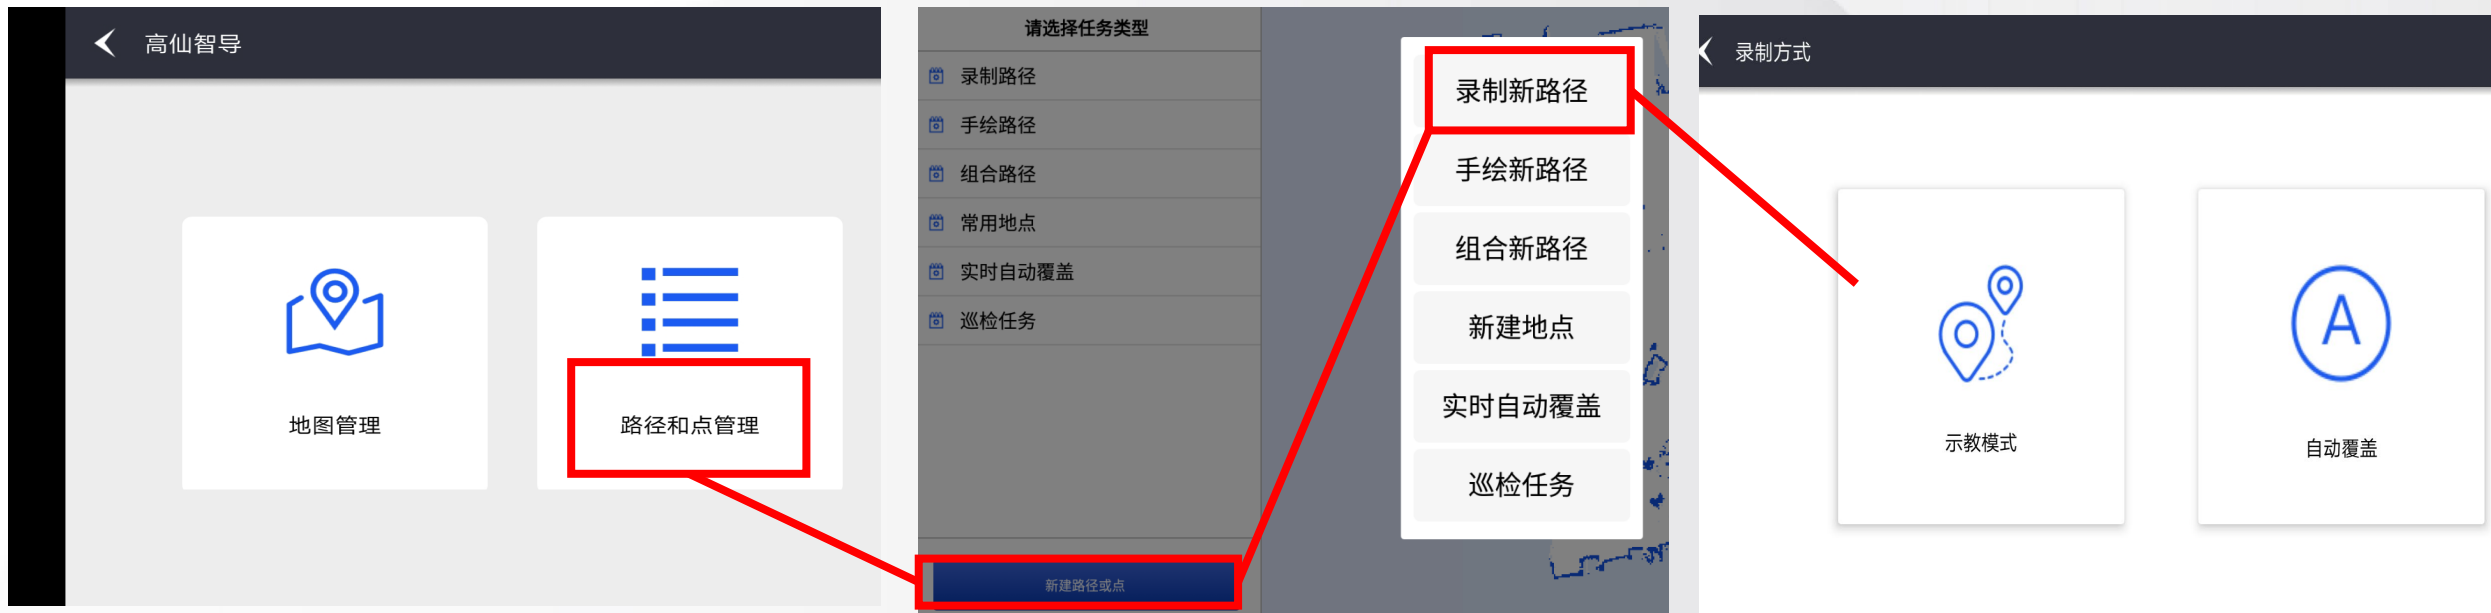 高仙智导
地图管理
路径和点管理
请选择任务类型
录制路径
手绘路径
组合路径
常用地点
实时自动覆盖
巡检任务
新建路径或点
录制新路径
手绘新路径
组合新路径
新建地点
实时自动覆盖
巡检任务
录制方式
示教模式
A
自动覆盖